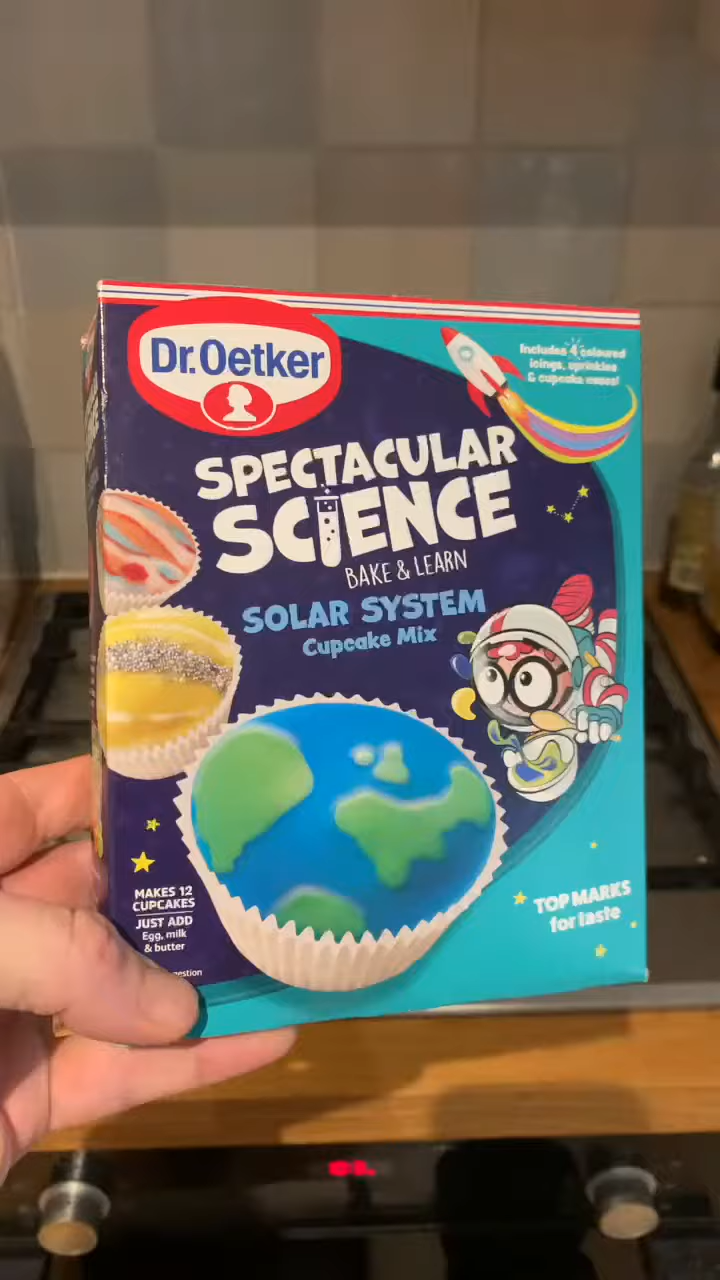 Dr.Oetker
Includes 4 coloured
icings, sprinkles
& cupcake cases!
SPECTACULAR
SCIENCE
BAKE & LEARN
SOLAR SYSTEM
Cupcake Mix
MAKES 12
CUPCAKES
JUST ADD
Egg, milk
& butter
TOP MARKS
for taste